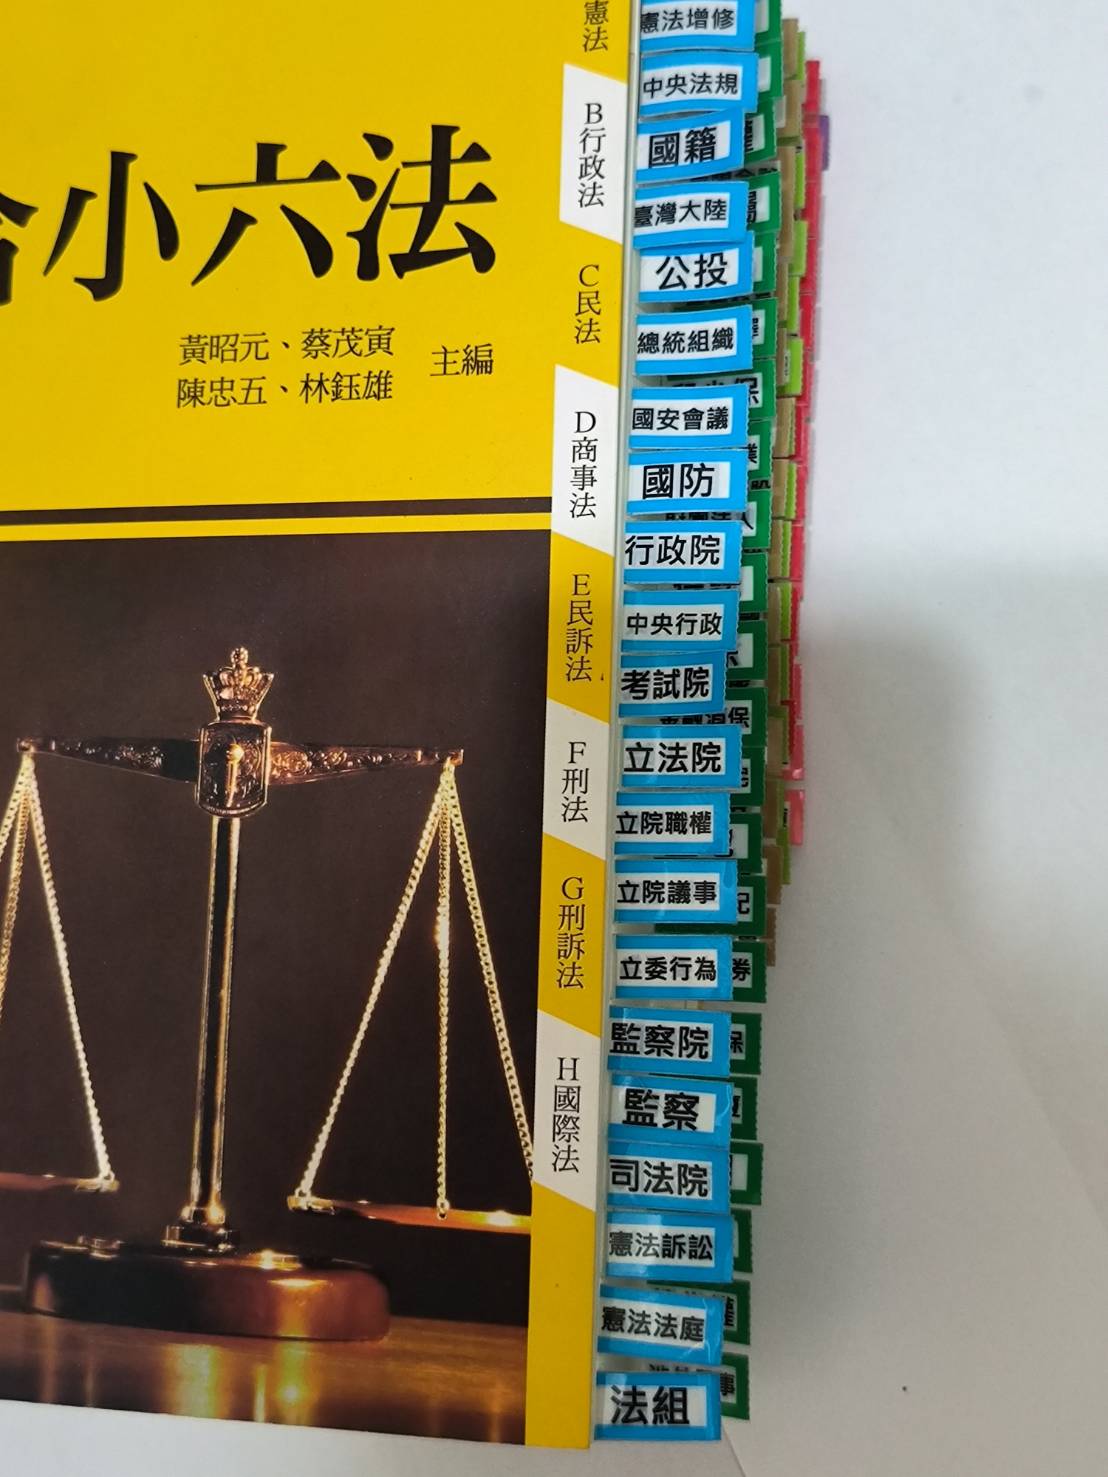 小六法
黃昭元、蔡茂寅
陳忠五、林鈺雄
主編
憲法
B行政法
C民法
D商事法
E民訴法
F刑法
G刑訴法
H國際法
憲法增修
中央法規
國籍
臺灣大陸
公投
總統組織
國安會議
國防
行政院
中央行政
考試院
立法院
立院職權
立院議事
立委行為
監察院
監察
司法院
憲法訴訟
憲法法庭
法組